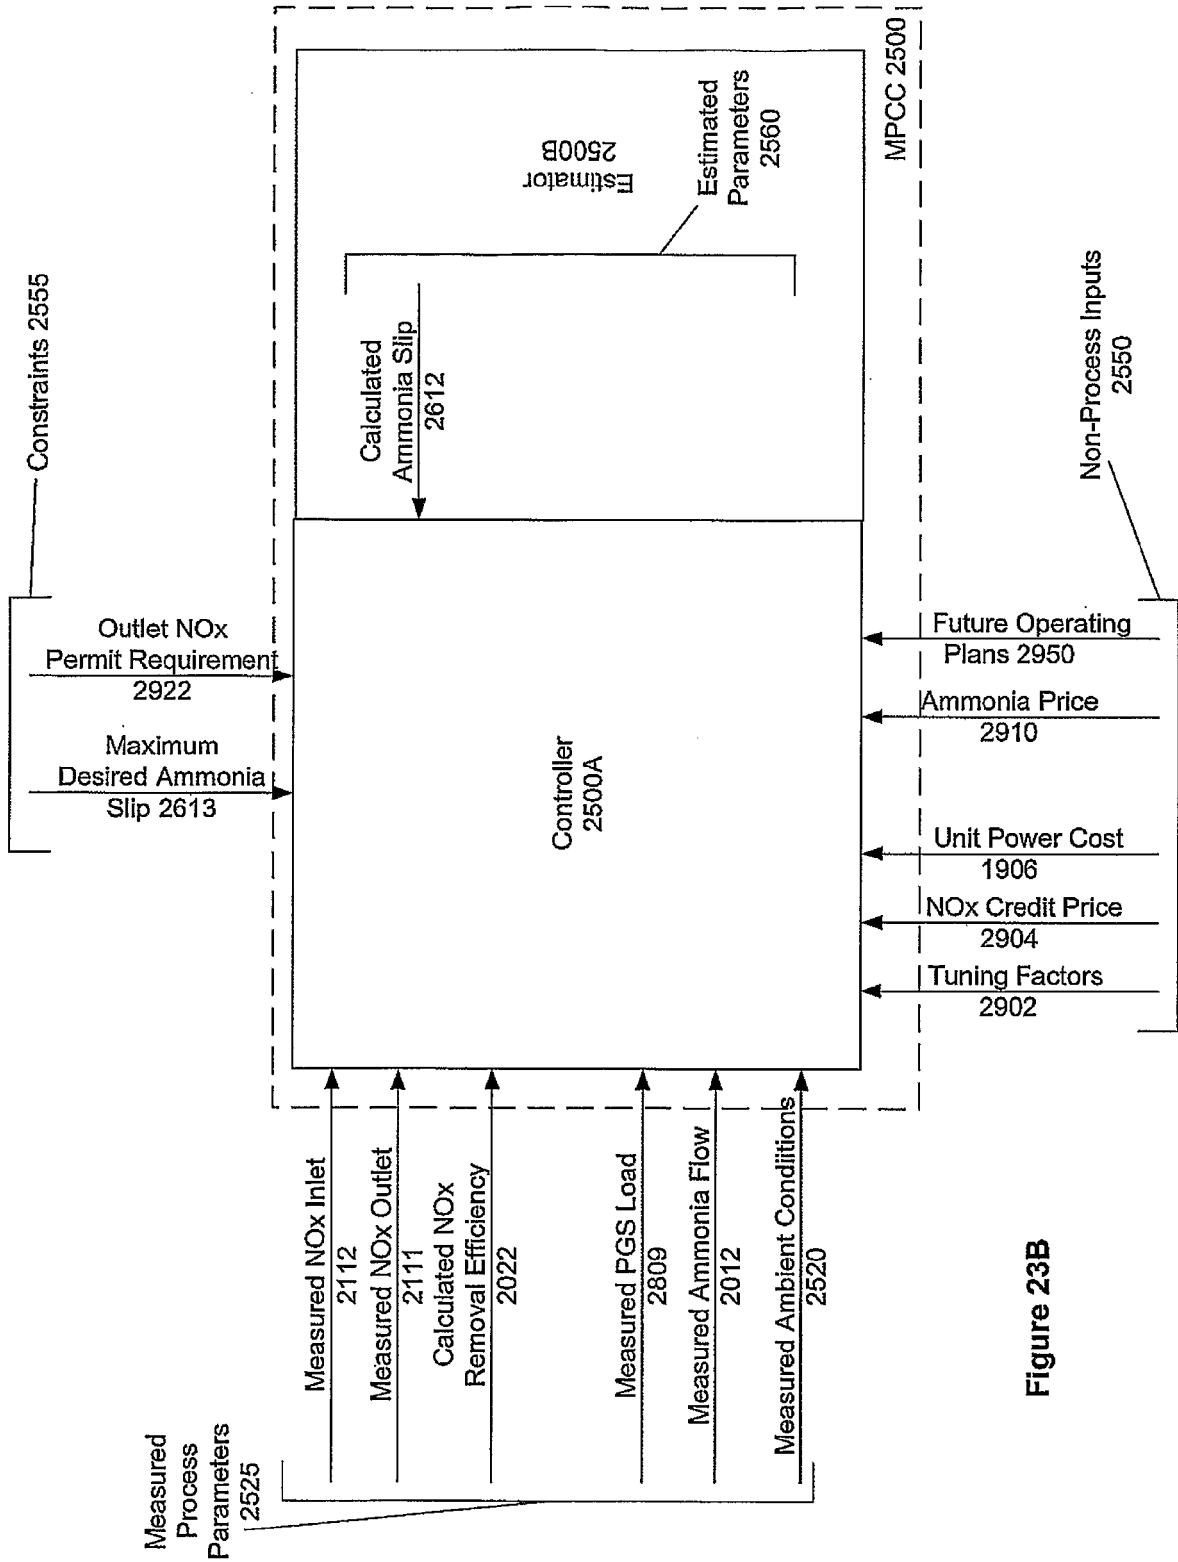 Constraints 2555
Outlet NOx
Permit Requirement
2922
Maximum
Desired Ammonia
Slip 2613
Measured
Process
Parameters
2525
Measured NOx Inlet
2112
Measured NOx Outlet
2111
Calculated NOx
Removal Efficiency
2022
Measured PGS Load
2809
Measured Ammonia Flow
2012
Measured Ambient Conditions
2520
Controller
2500A
Calculated
Ammonia Slip
2612
Estimator
2500B
Estimated
Parameters
2560
MPCC 2500
Tuning Factors
2902
NOx Credit Price
2904
Unit Power Cost
1906
Ammonia Price
2910
Future Operating
Plans 2950
Non-Process Inputs
2550
Figure 23B